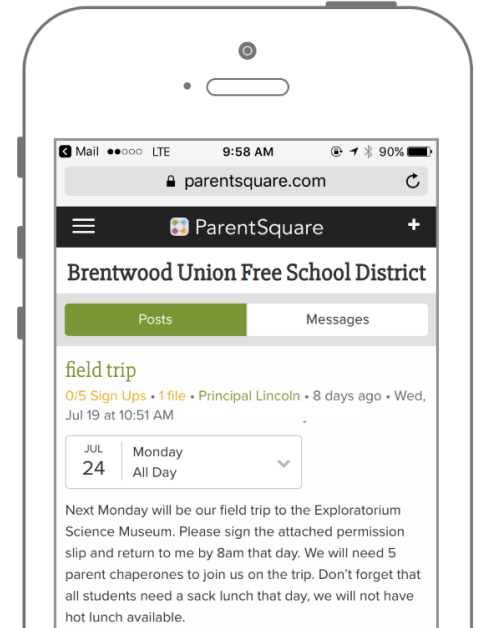 Mail LTE 9:58 AM 90%
parentsquare.com
ParentSquare +
Brentwood Union Free School District
Posts Messages
field trip
0/5 Sign Ups • 1 file • Principal Lincoln • 8 days ago • Wed,
Jul 19 at 10:51 AM
JUL Monday
24 All Day
Next Monday will be our field trip to the Exploratorium
Science Museum. Please sign the attached permission
slip and return to me by 8am that day. We will need 5
parent chaperones to join us on the trip. Don't forget that
all students need a sack lunch that day, we will not have
hot lunch available.